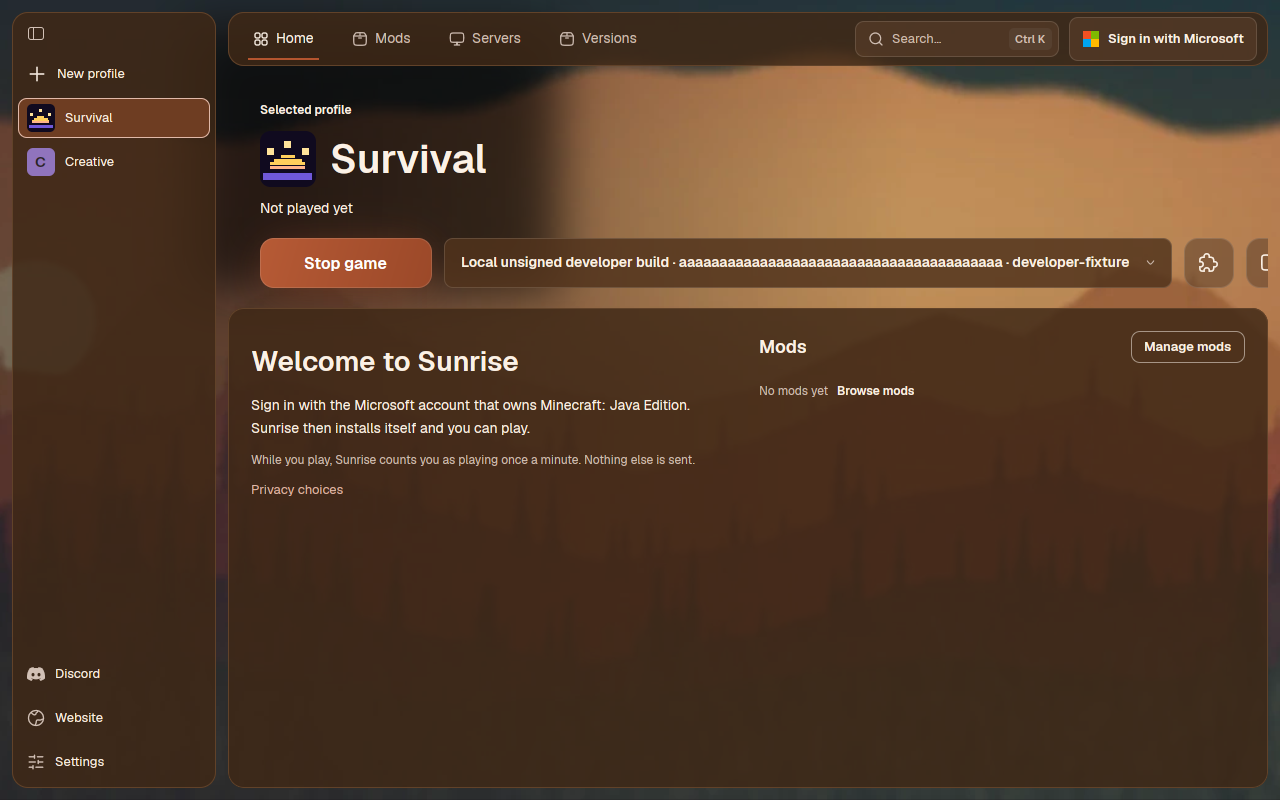 New profile
Survival
C
Creative
Discord
Website
Settings
Home
Mods
Servers
Versions
Search...
Ctrl K
Sign in with Microsoft
Selected profile
Survival
Not played yet
Stop game
Local unsigned developer build · aaaaaaaaaaaaaaaaaaaaaaaaaaaaaaaaaaaaaaaa · developer-fixture
Welcome to Sunrise
Sign in with the Microsoft account that owns Minecraft: Java Edition.
Sunrise then installs itself and you can play.
While you play, Sunrise counts you as playing once a minute. Nothing else is sent.
Privacy choices
Mods
Manage mods
No mods yet Browse mods